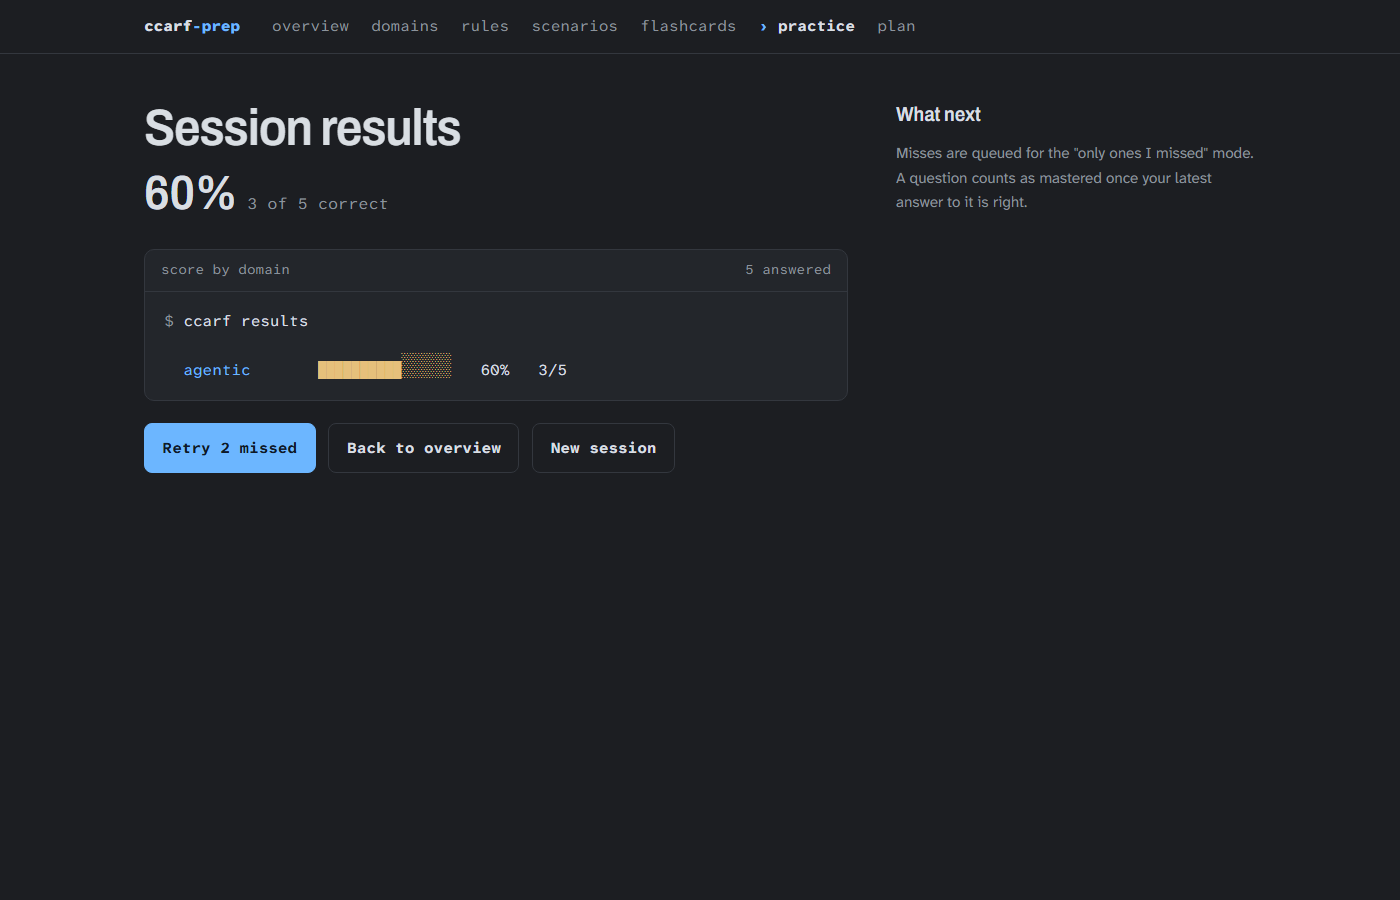 ccarf-prep overview domains rules scenarios flashcards › practice plan
Session results
60% 3 of 5 correct
score by domain 5 answered
$ ccarf results
agentic 60% 3/5
Retry 2 missed Back to overview New session
What next
Misses are queued for the "only ones I missed" mode.
A question counts as mastered once your latest
answer to it is right.